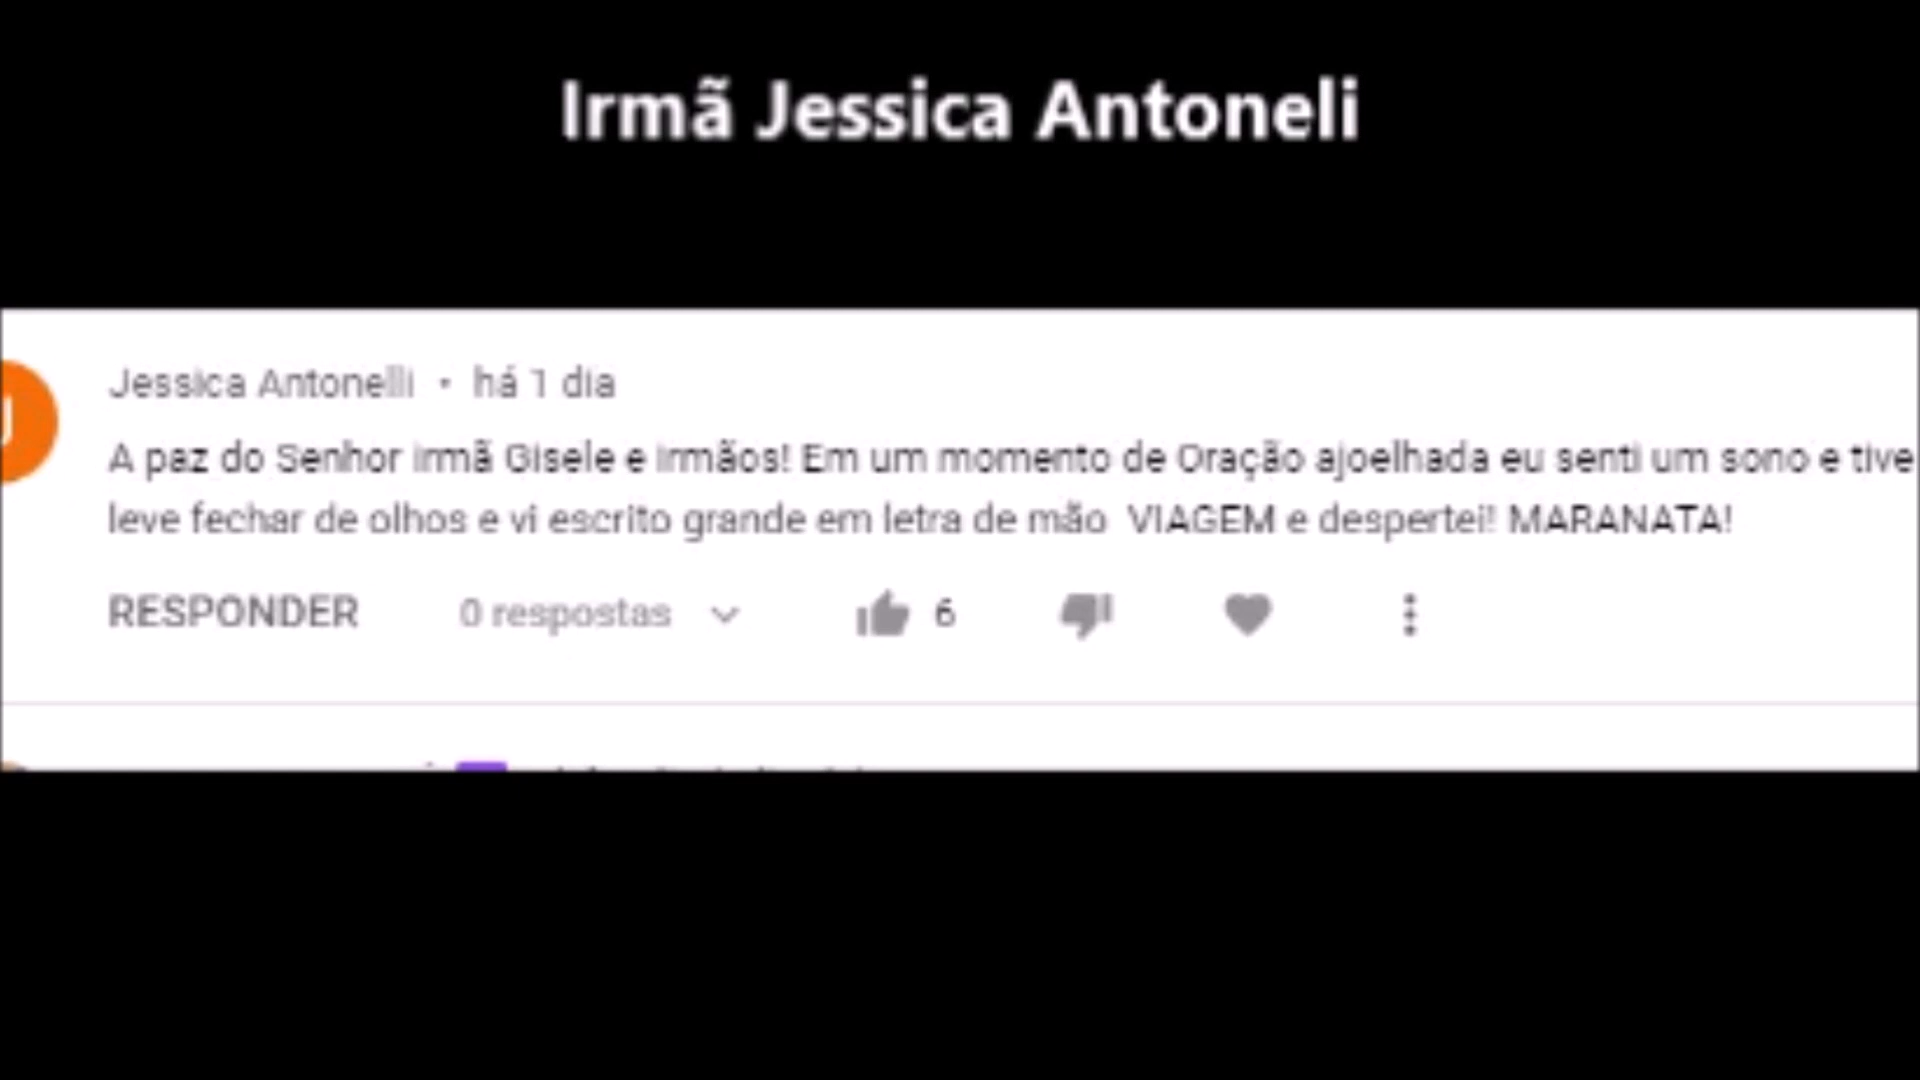 Irmã Jessica Antoneli
Jessica Antonelli • há 1 dia
A paz do Senhor irmã Gisele e irmãos! Em um momento de Oração ajoelhada eu senti um sono e tive
leve fechar de olhos e vi escrito grande em letra de mão VIAGEM e despertei! MARANATA!
RESPONDER 0 respostas 6